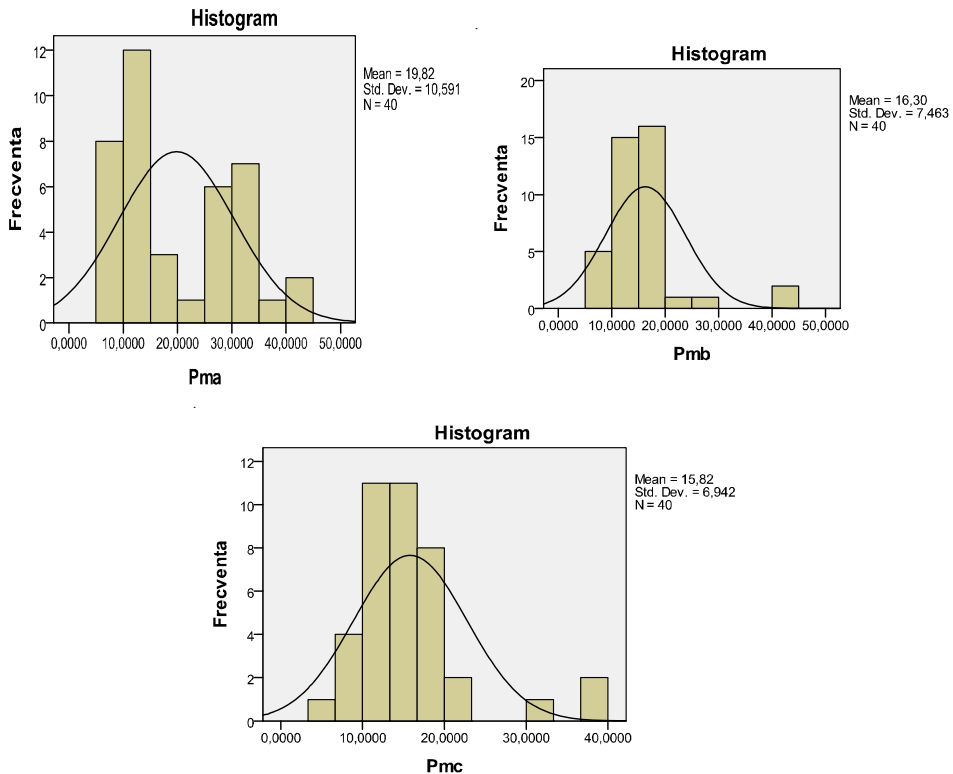 Histogram
12
10
8
6
4
2
0
Frecventa
0,0000 10,0000 20,0000 30,0000 40,0000 50,0000
Pma
Mean = 19,82
Std. Dev. = 10,591
N = 40
Histogram
20
15
10
5
0
Frecventa
0,0000 10,0000 20,0000 30,0000 40,0000 50,0000
Pmb
Mean = 16,30
Std. Dev. = 7,463
N = 40
Histogram
12
10
8
6
4
2
0
Frecventa
0,0000 10,0000 20,0000 30,0000 40,0000
Pmc
Mean = 15,82
Std. Dev. = 6,942
N = 40